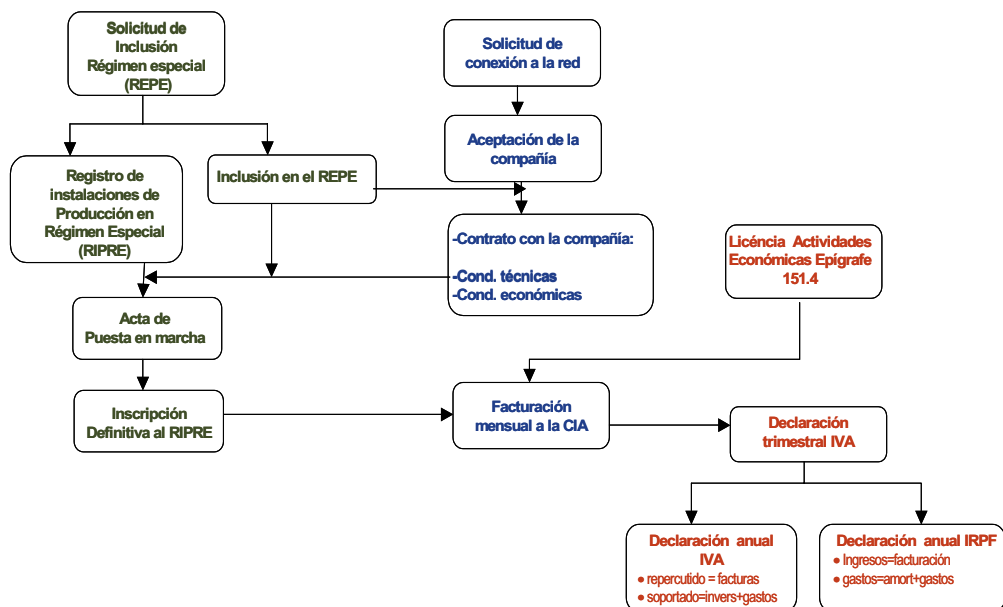 Solicitud de
Inclusión
Régimen especial
(REPE)
Solicitud de
conexión a la red
Aceptación de la
compañía
Registro de
instalaciones de
Producción en
Régimen Especial
(RIPRE)
Inclusión en el REPE
-Contrato con la compañía:
-Cond. técnicas
-Cond. económicas
Licéncia Actividades
Económicas Epígrafe
151.4
Acta de
Puesta en marcha
Inscripción
Definitiva al RIPRE
Facturación
mensual a la CIA
Declaración
trimestral IVA
Declaración anual
IVA
• repercutido = facturas
• soportado=invers+gastos
Declaración anual IRPF
• Ingresos=facturación
• gastos=amort+gastos